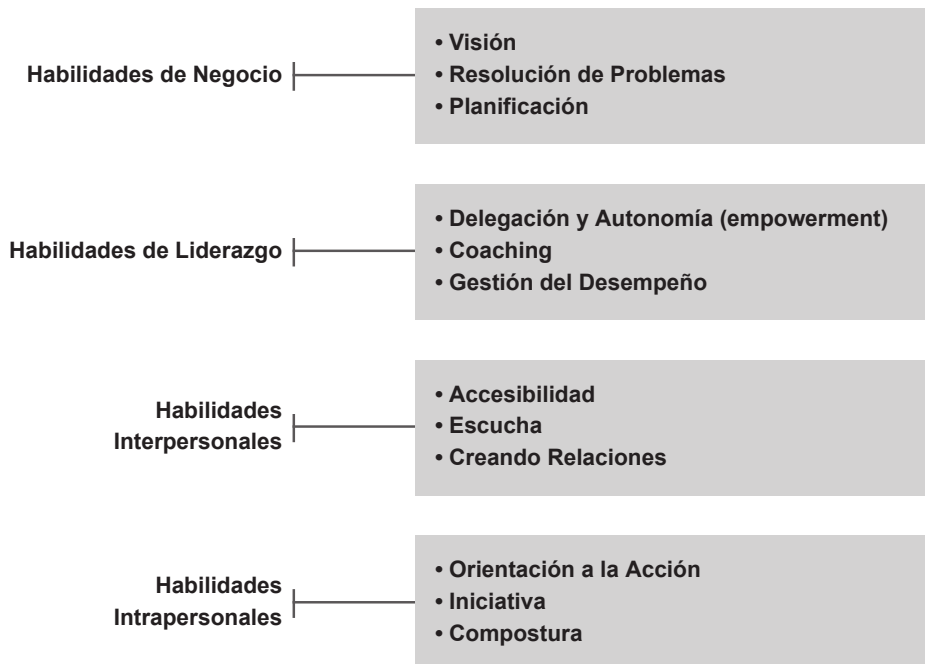 Habilidades de Negocio
• Visión
• Resolución de Problemas
• Planificación
Habilidades de Liderazgo
• Delegación y Autonomía (empowerment)
• Coaching
• Gestión del Desempeño
Habilidades
Interpersonales
• Accesibilidad
• Escucha
• Creando Relaciones
Habilidades
Intrapersonales
• Orientación a la Acción
• Iniciativa
• Compostura